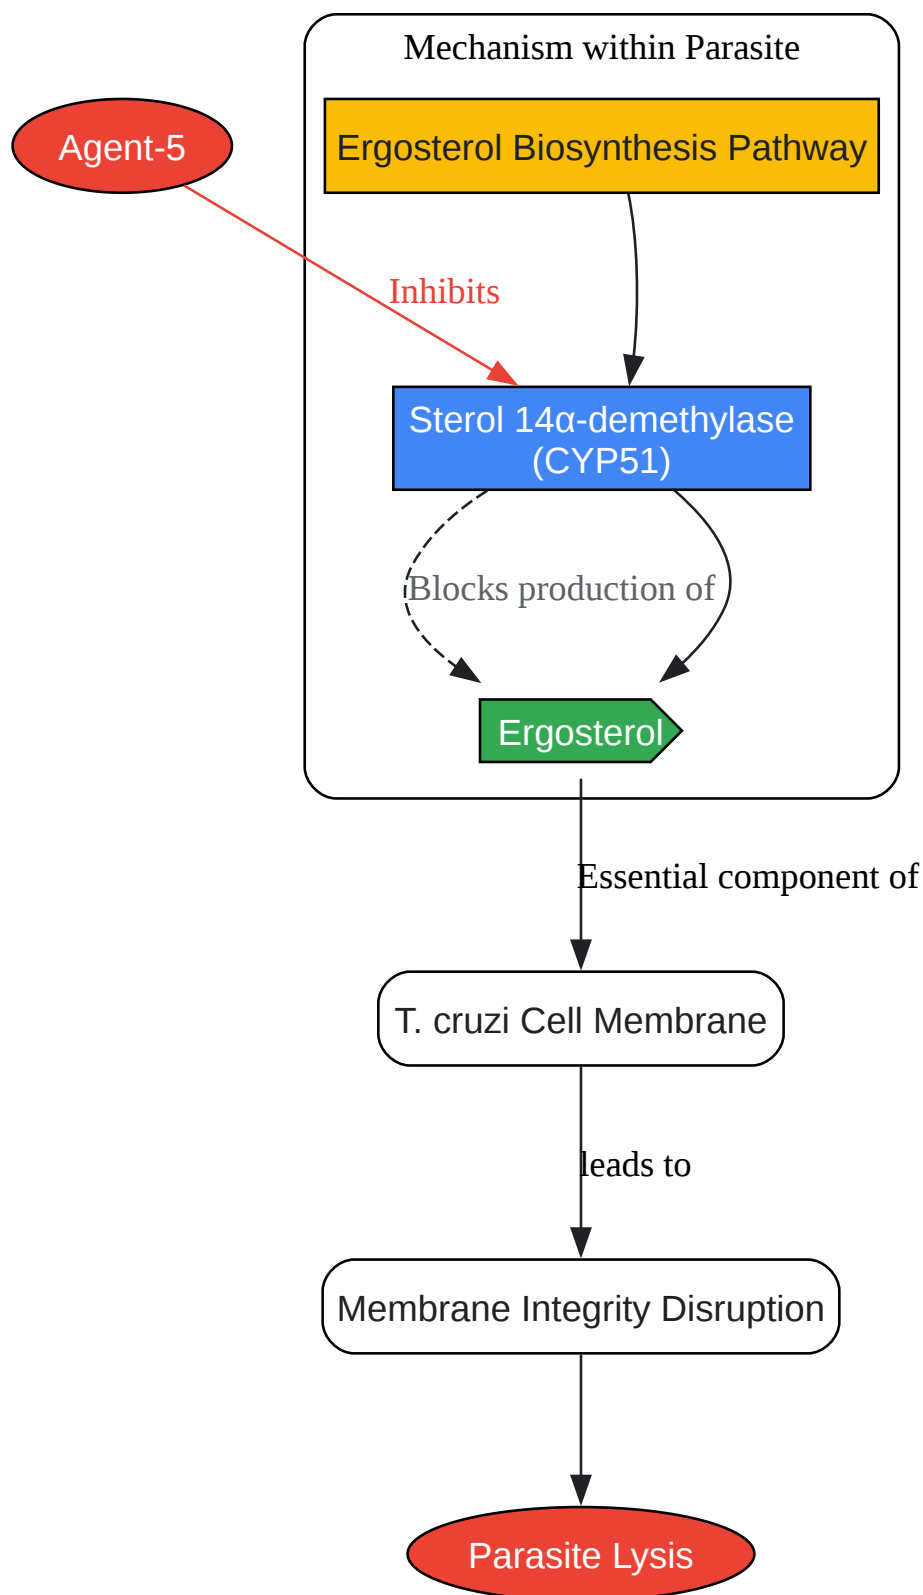 Mechanism within Parasite
Agent-5
Ergosterol Biosynthesis Pathway
Inhibits
Sterol 14α-demethylase
(CYP51)
Blocks production of
Ergosterol
Essential component of
T. cruzi Cell Membrane
leads to
Membrane Integrity Disruption
Parasite Lysis